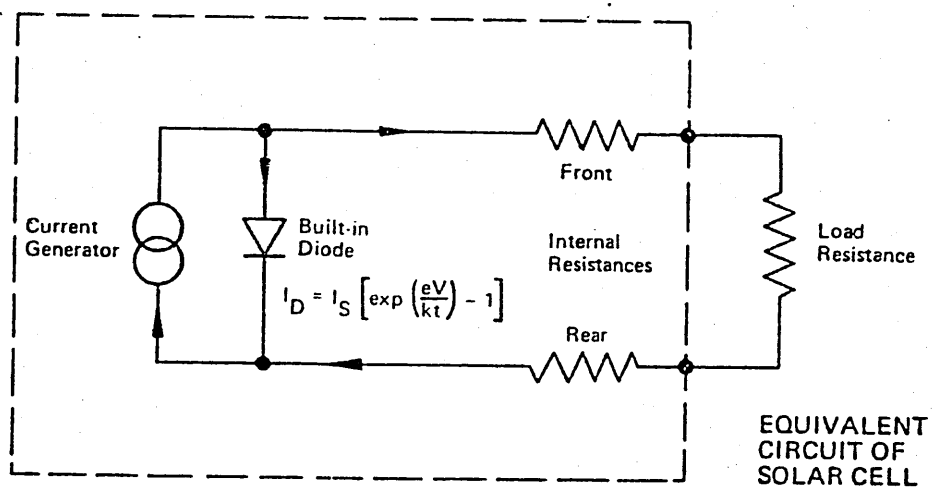 Front
Current
Generator
Built-in
Diode
Internal
Resistances
Load
Resistance
I_D = I_S [exp (eV/kt) - 1]
Rear
EQUIVALENT
CIRCUIT OF
SOLAR CELL